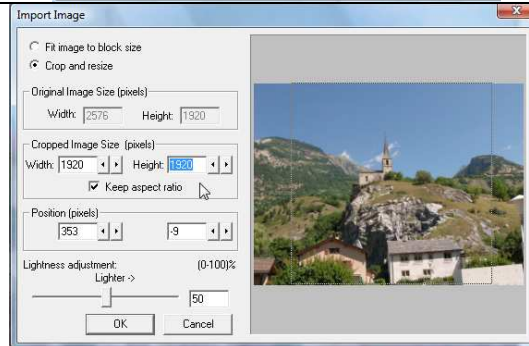 Import Image
Fit image to block size
Crop and resize
Original Image Size (pixels)
Width: 2576 Height: 1920
Cropped Image Size (pixels)
Width: 1920 Height: 1920
Keep aspect ratio
Position (pixels)
353 -9
Lightness adjustment: (0-100)%
Lighter ->
50
OK Cancel